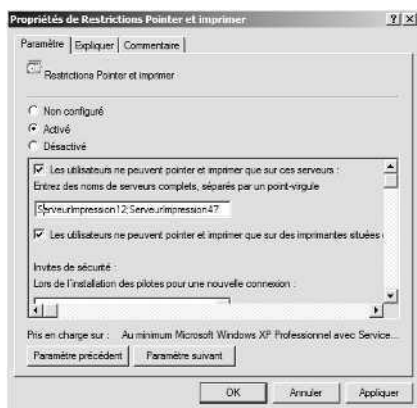 Propriétés de Restrictions Pointer et imprimer
Paramètre Expliquer Commentaire
Restrictions Pointer et imprimer
Non configuré
Activé
Désactivé
Les utilisateurs ne peuvent pointer et imprimer que sur ces serveurs :
Entrez des noms de serveurs complets, séparés par un point-virgule
ServeurImpression12;ServeurImpression47
Les utilisateurs ne peuvent pointer et imprimer que sur des imprimantes situées
Invites de sécurité :
Lors de l'installation des pilotes pour une nouvelle connexion :
Pris en charge sur : Au minimum Microsoft Windows XP Professionnel avec Service...
Paramètre précédent Paramètre suivant
OK Annuler Appliquer